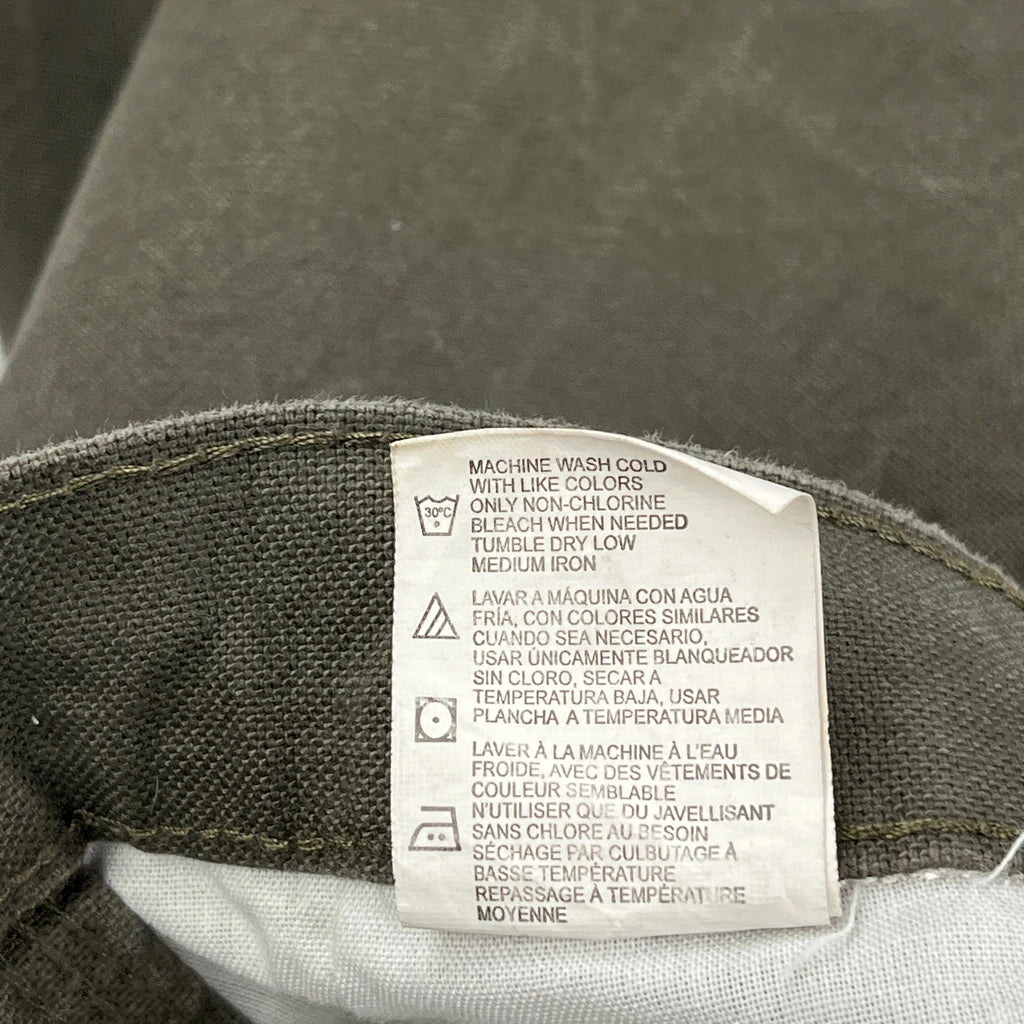 MACHINE WASH COLD
WITH LIKE COLORS
ONLY NON-CHLORINE
BLEACH WHEN NEEDED
TUMBLE DRY LOW
MEDIUM IRON
30ºC
LAVAR A MÁQUINA CON AGUA
FRÍA, CON COLORES SIMILARES
CUANDO SEA NECESARIO,
USAR ÚNICAMENTE BLANQUEADOR
SIN CLORO, SECAR A
TEMPERATURA BAJA, USAR
PLANCHA A TEMPERATURA MEDIA
LAVER À LA MACHINE À L'EAU
FROIDE, AVEC DES VÊTEMENTS DE
COULEUR SEMBLABLE
N'UTILISER QUE DU JAVELLISANT
SANS CHLORE AU BESOIN
SÉCHAGE PAR CULBUTAGE À
BASSE TEMPÉRATURE
REPASSAGE À TEMPÉRATURE
MOYENNE